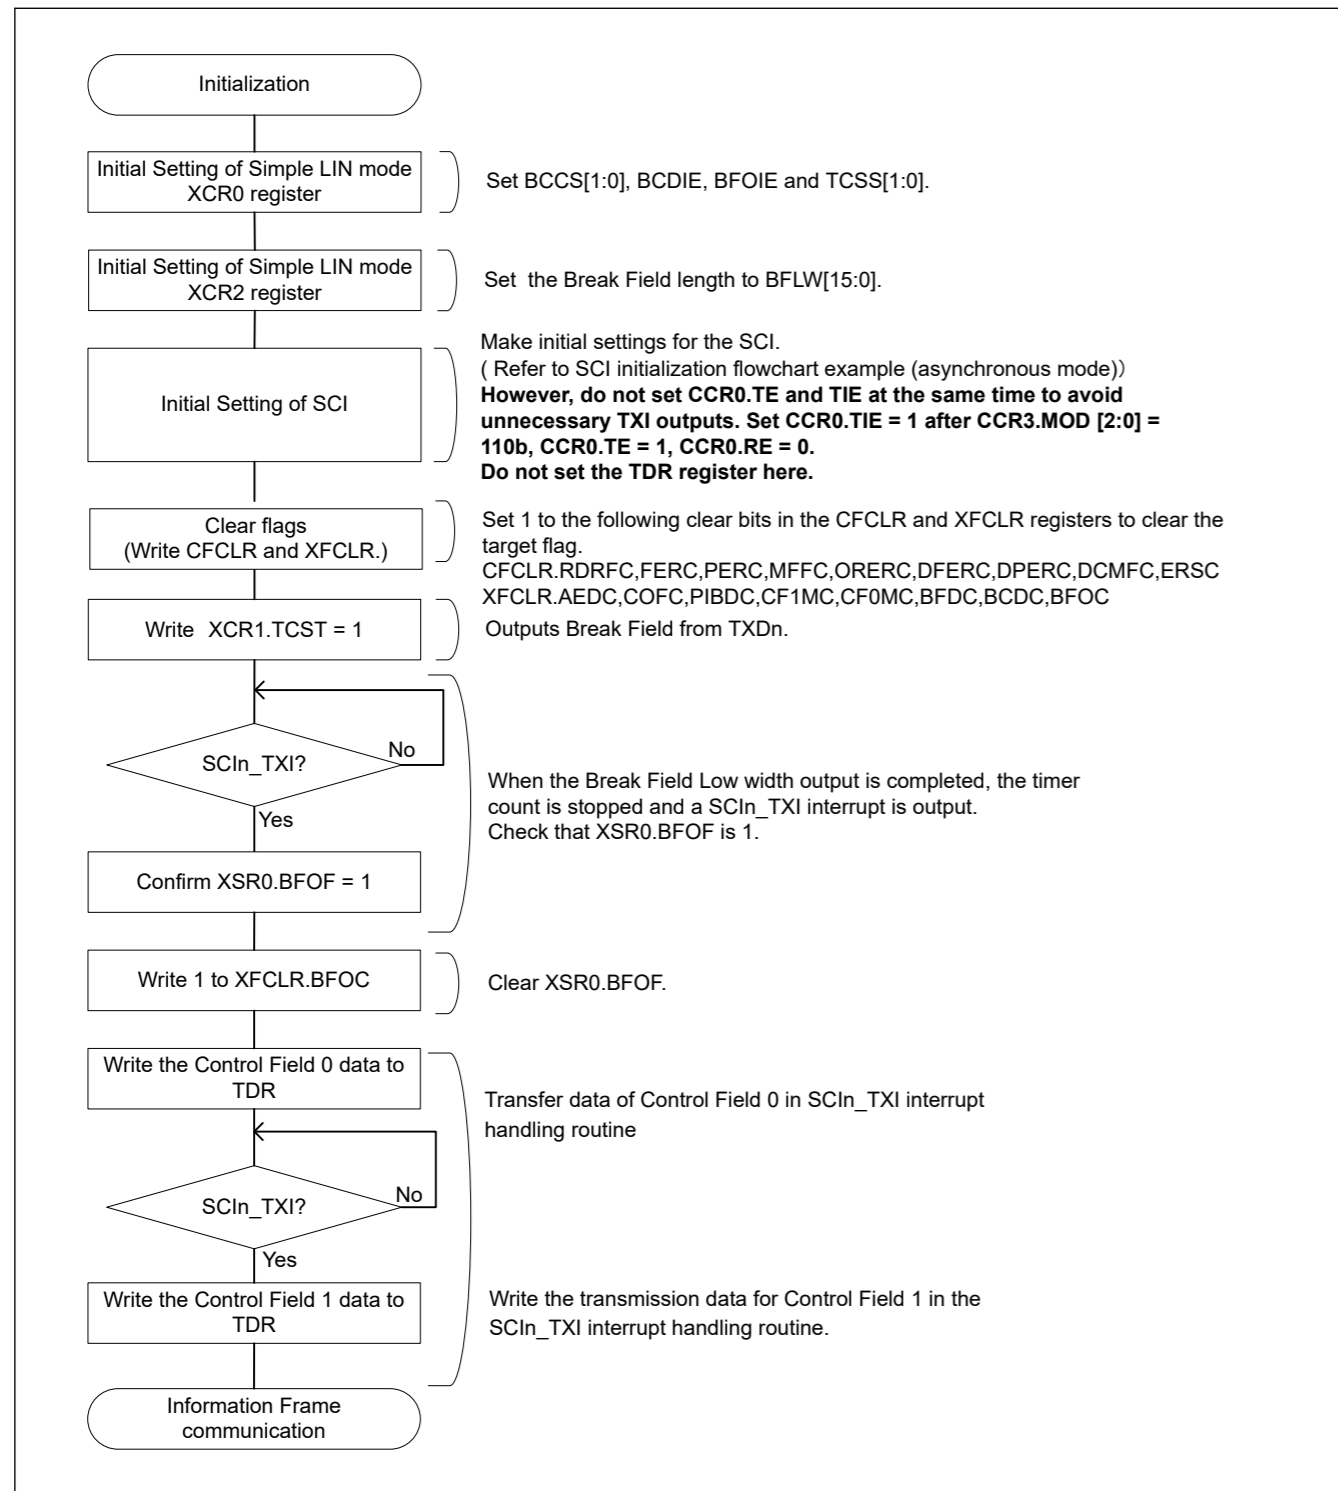 Initialization
Initial Setting of Simple LIN mode
XCR0 register
Set BCCS[1:0], BCDIE, BFOIE and TCSS[1:0].
Initial Setting of Simple LIN mode
XCR2 register
Set  the Break Field length to BFLW[15:0].
Initial Setting of SCI
Make initial settings for the SCI.
( Refer to SCI initialization flowchart example (asynchronous mode)）
However, do not set CCR0.TE and TIE at the same time to avoid
unnecessary TXI outputs. Set CCR0.TIE = 1 after CCR3.MOD [2:0] =
110b, CCR0.TE = 1, CCR0.RE = 0.
Do not set the TDR register here.
Clear flags
(Write CFCLR and XFCLR.)
Set 1 to the following clear bits in the CFCLR and XFCLR registers to clear the
target flag.
CFCLR.RDRFC,FERC,PERC,MFFC,ORERC,DFERC,DPERC,DCMFC,ERSC
XFCLR.AEDC,COFC,PIBDC,CF1MC,CF0MC,BFDC,BCDC,BFOC
Write  XCR1.TCST = 1
Outputs Break Field from TXDn.
SCIn_TXI?
No
Yes
When the Break Field Low width output is completed, the timer
count is stopped and a SCIn_TXI interrupt is output.
Check that XSR0.BFOF is 1.
Confirm XSR0.BFOF = 1
Write 1 to XFCLR.BFOC
Clear XSR0.BFOF.
Write the Control Field 0 data to
TDR
Transfer data of Control Field 0 in SCIn_TXI interrupt
handling routine
SCIn_TXI?
No
Yes
Write the Control Field 1 data to
TDR
Write the transmission data for Control Field 1 in the
SCIn_TXI interrupt handling routine.
Information Frame
communication